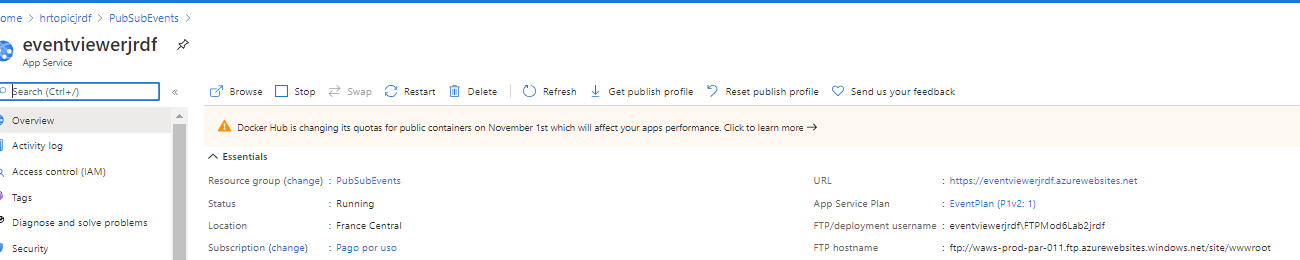 ome > hrtopicjrdf > PubSubEvents >
eventviewerjrdf
App Service
Search (Ctrl+/)
«
Browse Stop Swap Restart Delete Refresh Get publish profile Reset publish profile Send us your feedback
Overview
Activity log
Access control (IAM)
Tags
Diagnose and solve problems
Security
Docker Hub is changing its quotas for public containers on November 1st which will affect your apps performance. Click to learn more →
Essentials
Resource group (change) : PubSubEvents
Status : Running
Location : France Central
Subscription (change) : Pago por uso
URL : https://eventviewerjrdf.azurewebsites.net
App Service Plan : EventPlan (P1v2: 1)
FTP/deployment username : eventviewerjrdf\FTPMod6Lab2jrdf
FTP hostname : ftp://waws-prod-par-011.ftp.azurewebsites.windows.net/site/wwwroot